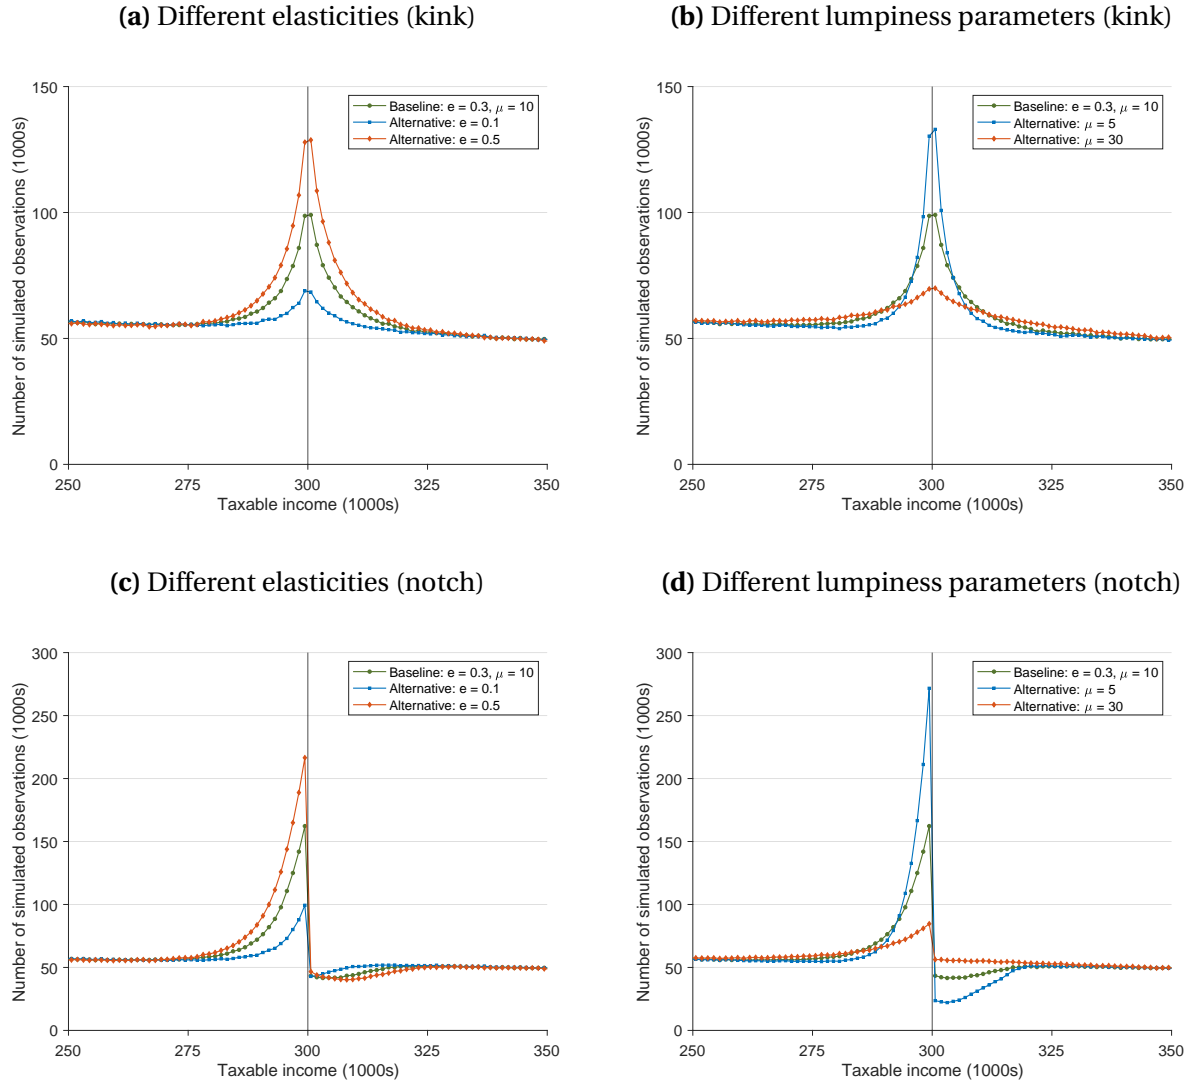 (a) Different elasticities (kink)
Number of simulated observations (1000s)
150
100
50
0
250 275 300 325 350
Taxable income (1000s)
Baseline: e = 0.3, μ = 10
Alternative: e = 0.1
Alternative: e = 0.5
(b) Different lumpiness parameters (kink)
Number of simulated observations (1000s)
150
100
50
0
250 275 300 325 350
Taxable income (1000s)
Baseline: e = 0.3, μ = 10
Alternative: μ = 5
Alternative: μ = 30
(c) Different elasticities (notch)
Number of simulated observations (1000s)
300
250
200
150
100
50
0
250 275 300 325 350
Taxable income (1000s)
Baseline: e = 0.3, μ = 10
Alternative: e = 0.1
Alternative: e = 0.5
(d) Different lumpiness parameters (notch)
Number of simulated observations (1000s)
300
250
200
150
100
50
0
250 275 300 325 350
Taxable income (1000s)
Baseline: e = 0.3, μ = 10
Alternative: μ = 5
Alternative: μ = 30